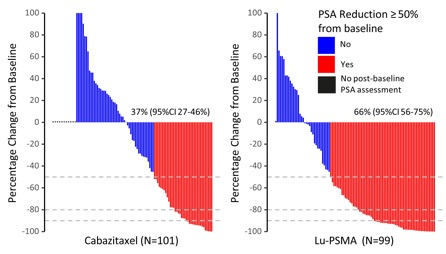 PSA Reduction ≥ 50%
from baseline
No
Yes
No post-baseline
PSA assessment
Percentage Change from Baseline
100
80
60
40
20
0
-20
-40
-60
-80
-100
37% (95%CI 27-46%)
Cabazitaxel (N=101)
Percentage Change from Baseline
100
80
60
40
20
0
-20
-40
-60
-80
-100
66% (95%CI 56-75%)
Lu-PSMA (N=99)